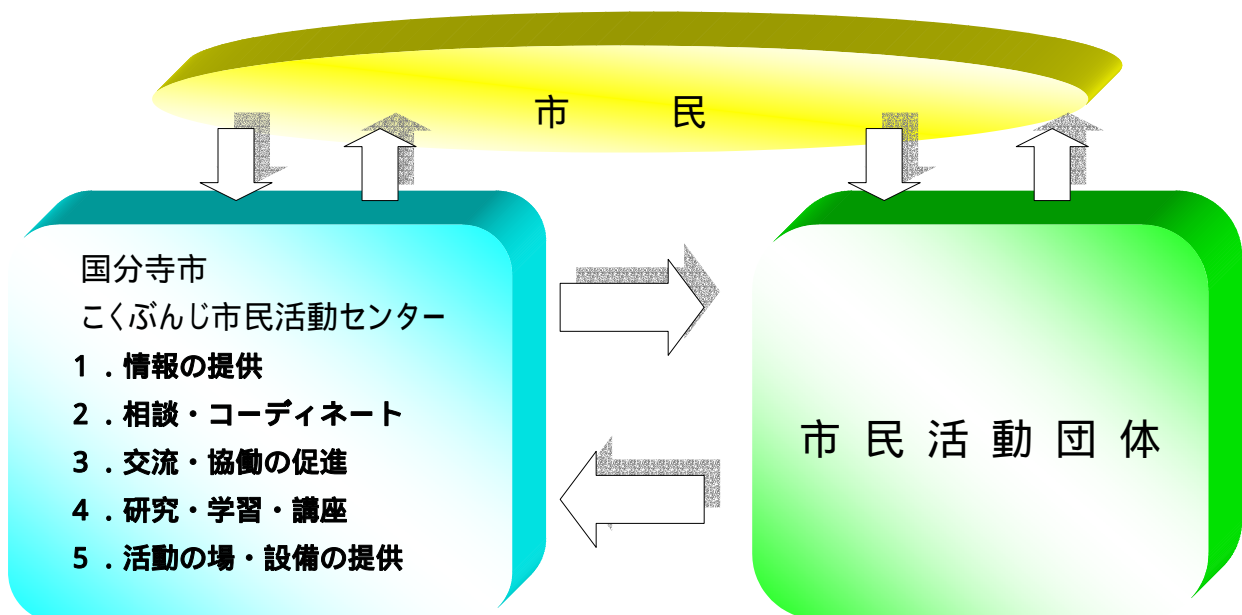 市　　民
国分寺市
こくぶんじ市民活動センター
１．情報の提供
２．相談・コーディネート
３．交流・協働の促進
４．研究・学習・講座
５．活動の場・設備の提供
市民活動団体